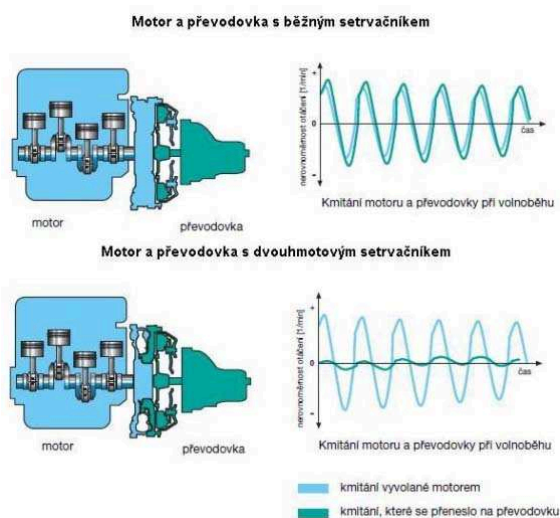 Motor a převodovka s běžným setrvačníkem
motor
převodovka
nerovnoměrnost otáčení [1/min]
+
0
-
čas
Kmitání motoru a převodovky při volnoběhu
Motor a převodovka s dvouhmotovým setrvačníkem
motor
převodovka
nerovnoměrnost otáčení [1/min]
+
0
-
čas
Kmitání motoru a převodovky při volnoběhu
kmitání vyvolané motorem
kmitání, které se přeneslo na převodovku